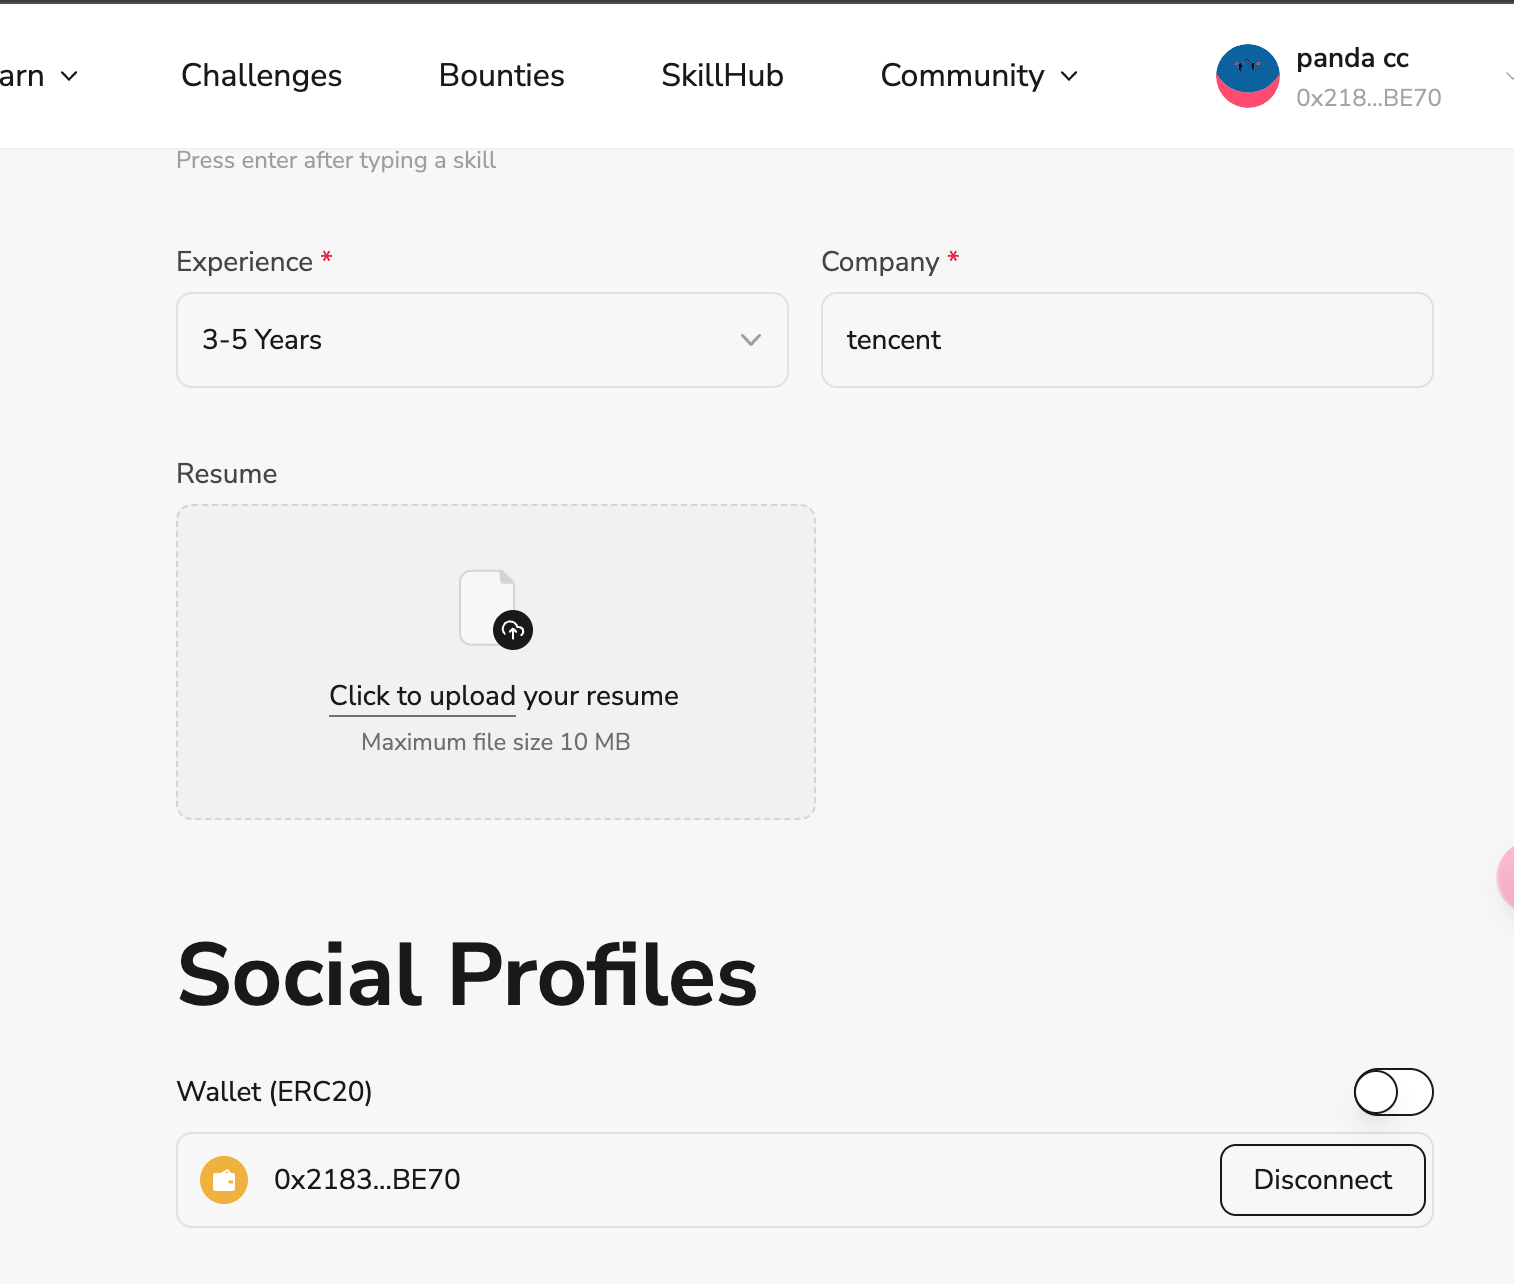 arn
Challenges
Bounties
SkillHub
Community
panda cc
0x218...BE70
Press enter after typing a skill
Experience *
Company *
3-5 Years
tencent
Resume
Click to upload your resume
Maximum file size 10 MB
Social Profiles
Wallet (ERC20)
0x2183...BE70
Disconnect